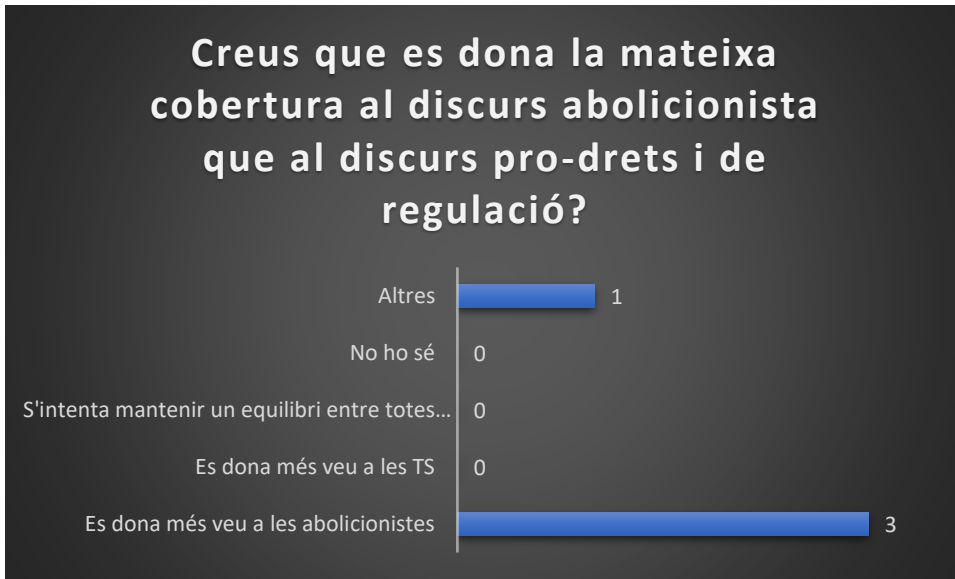 Creus que es dona la mateixa
cobertura al discurs abolicionista
que al discurs pro-drets i de
regulació?
Altres 1
No ho sé 0
S'intenta mantenir un equilibri entre totes... 0
Es dona més veu a les TS 0
Es dona més veu a les abolicionistes 3